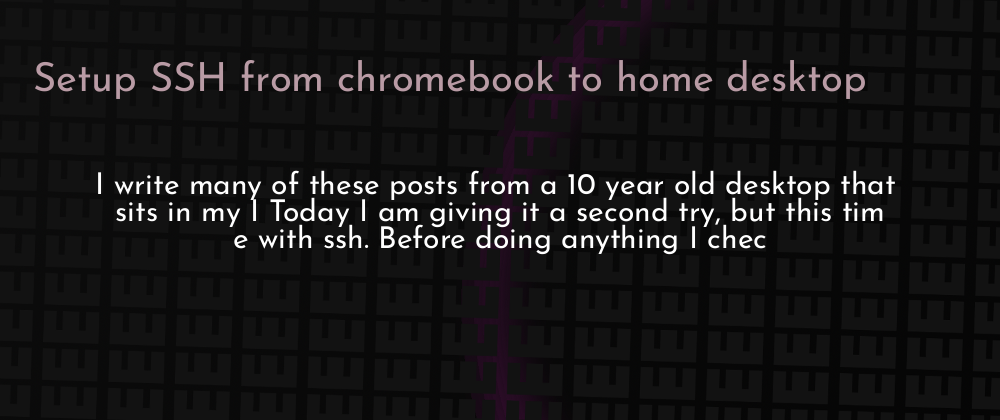 Setup SSH from chromebook to home desktop
I write many of these posts from a 10 year old desktop that
sits in my I Today I am giving it a second try, but this tim
e with ssh. Before doing anything I chec